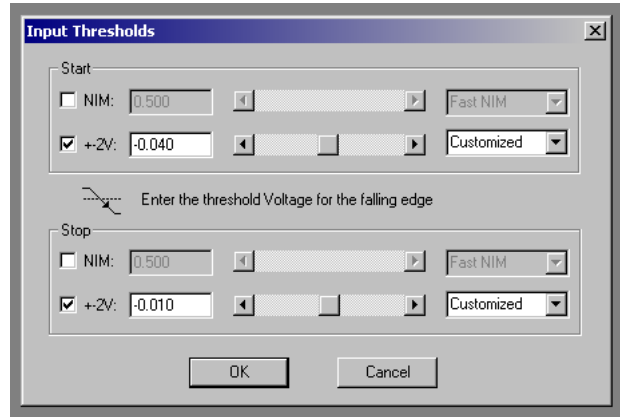 Input Thresholds
Start
NIM: 0.500 Fast NIM
+-2V: -0.040 Customized
Enter the threshold Voltage for the falling edge
Stop
NIM: 0.500 Fast NIM
+-2V: -0.010 Customized
OK Cancel